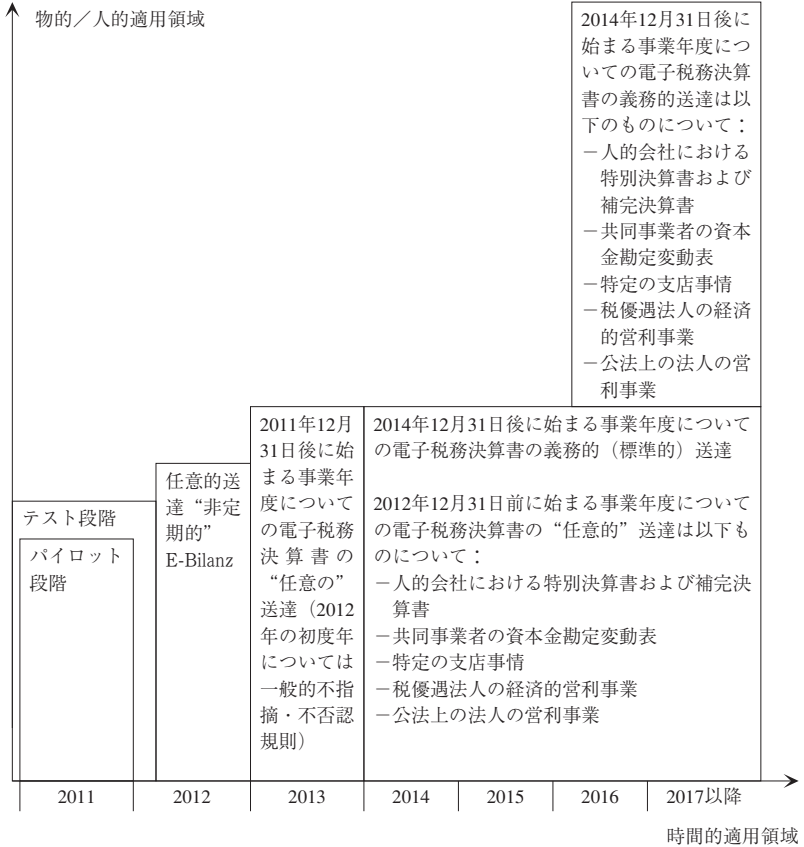 物的／人的適用領域
2014年12月31日後に
始まる事業年度につ
いての電子税務決算
書の義務的送達は以
下のものについて：
－人的会社における
特別決算書および
補完決算書
－共同事業者の資本
金勘定変動表
－特定の支店事情
－税優遇法人の経済
的営利事業
－公法上の法人の営
利事業
テスト段階
パイロット
段階
任意的送
達“非定
期的”
E-Bilanz
2011年12月
31日後に始
まる事業年
度について
の電子税務
決算書の
“任意の”
送達（2012
年の初度年
については
一般的不指
摘・不否認
規則）
2014年12月31日後に始まる事業年度について
の電子税務決算書の義務的（標準的）送達
2012年12月31日前に始まる事業年度について
の電子税務決算書の“任意的”送達は以下も
のについて：
－人的会社における特別決算書および補完決
算書
－共同事業者の資本金勘定変動表
－特定の支店事情
－税優遇法人の経済的営利事業
－公法上の法人の営利事業
2011
2012
2013
2014
2015
2016
2017以降
時間的適用領域